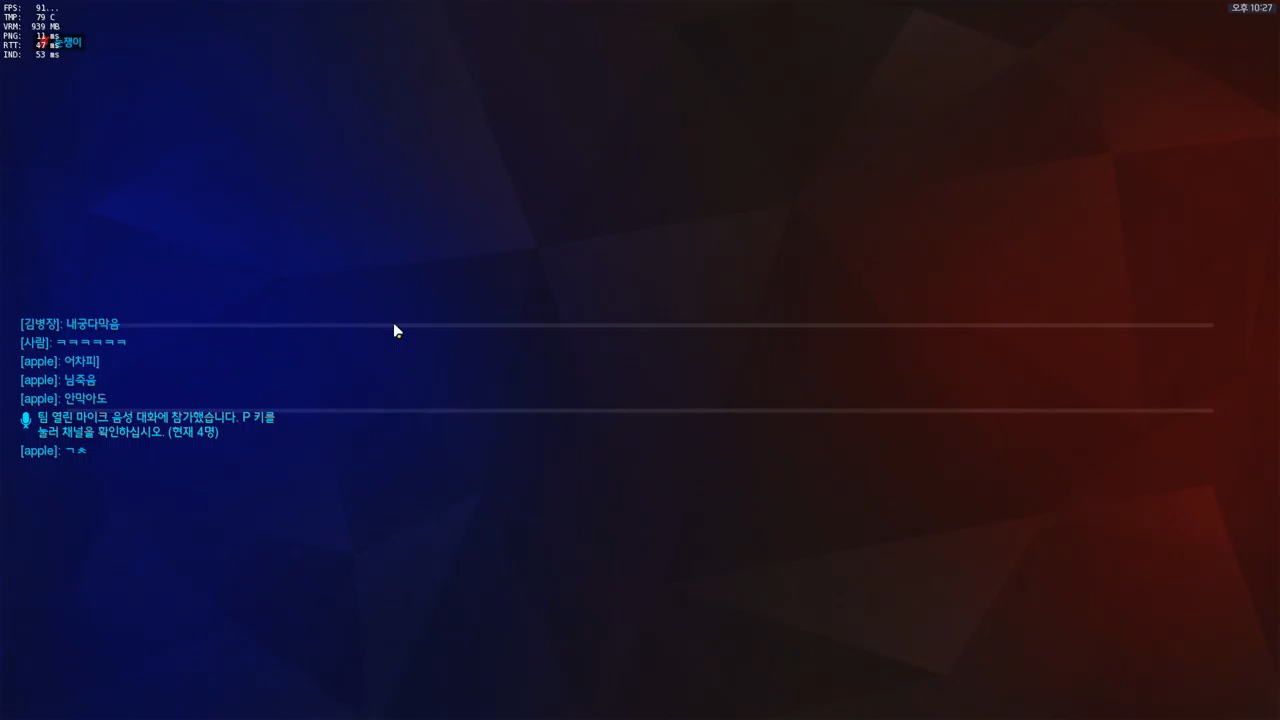 FPS: 91...
TMP: 79 C
VRM: 939 MB
PNG: 11 ms
RTT: 47 ms
IND: 53 ms
오후 10:27
[김병장]: 내궁다막음
[사람]: ㅋㅋㅋㅋㅋㅋ
[apple]: 어차피]
[apple]: 님죽음
[apple]: 안막아도
팀 열린 마이크 음성 대화에 참가했습니다. P 키를
눌러 채널을 확인하십시오. (현재 4명)
[apple]: ㄱㅊ